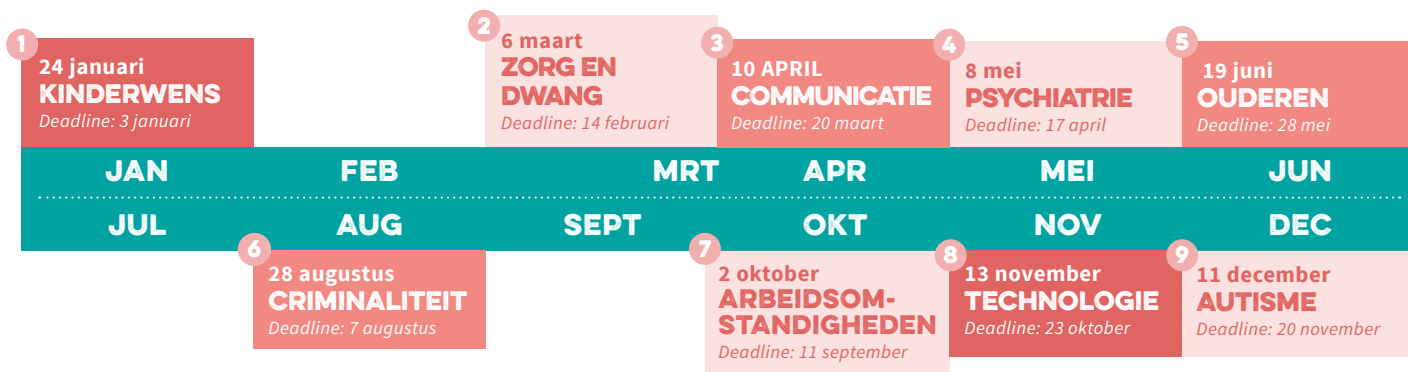 1
24 januari
KINDERWENS
Deadline: 3 januari
2
6 maart
ZORG EN
DWANG
Deadline: 14 februari
3
10 APRIL
COMMUNICATIE
Deadline: 20 maart
4
8 mei
PSYCHIATRIE
Deadline: 17 april
5
19 juni
OUDEREN
Deadline: 28 mei
JAN FEB MRT APR MEI JUN
JUL AUG SEPT OKT NOV DEC
6
28 augustus
CRIMINALITEIT
Deadline: 7 augustus
7
2 oktober
ARBEIDSOM-
STANDIGHEDEN
Deadline: 11 september
8
13 november
TECHNOLOGIE
Deadline: 23 oktober
9
11 december
AUTISME
Deadline: 20 november